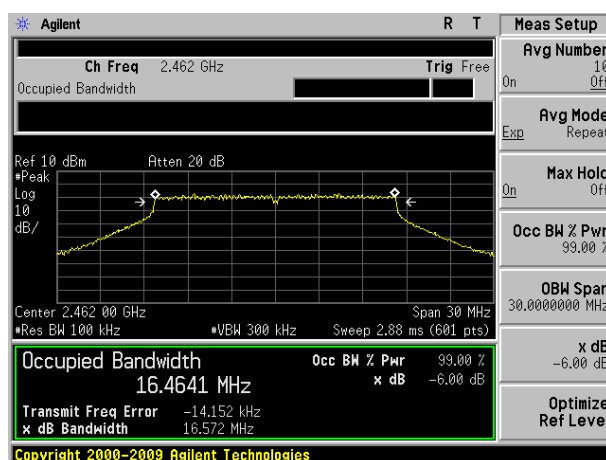 Agilent R T Meas Setup
Avg Number
10
On Off
Ch Freq 2.462 GHz Trig Free
Occupied Bandwidth
Avg Mode
Exp Repeat
Ref 10 dBm Atten 20 dB
#Peak
Log
10
dB/
Max Hold
On Off
Occ BW % Pwr
99.00 %
OBW Span
30.0000000 MHz
Center 2.462 00 GHz Span 30 MHz
#Res BW 100 kHz #VBW 300 kHz Sweep 2.88 ms (601 pts)
x dB
-6.00 dB
Occupied Bandwidth Occ BW % Pwr 99.00 %
16.4641 MHz x dB -6.00 dB
Transmit Freq Error -14.152 kHz
x dB Bandwidth 16.572 MHz
Optimize
Ref Level
Copyright 2000-2009 Agilent Technologies